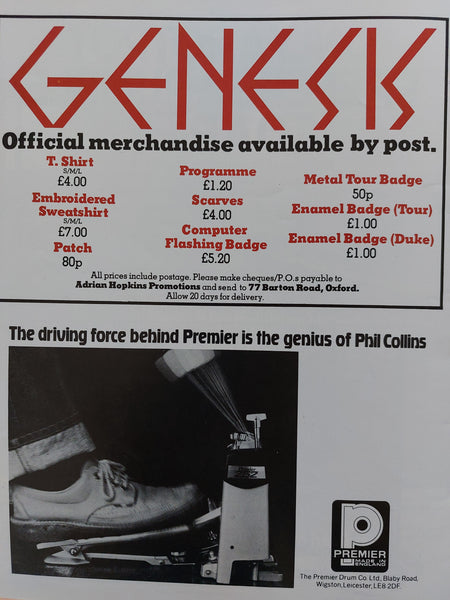 GENESIS
Official merchandise available by post.
T. Shirt
S/M/L
£4.00
Embroidered
Sweatshirt
S/M/L
£7.00
Patch
80p
Programme
£1.20
Scarves
£4.00
Computer
Flashing Badge
£5.20
Metal Tour Badge
50p
Enamel Badge (Tour)
£1.00
Enamel Badge (Duke)
£1.00
All prices include postage. Please make cheques/P.O.s payable to
Adrian Hopkins Promotions and send to 77 Barton Road, Oxford.
Allow 20 days for delivery.
The driving force behind Premier is the genius of Phil Collins
PREMIER
MADE IN
ENGLAND
The Premier Drum Co. Ltd., Blaby Road,
Wigston, Leicester, LE8 2DF.